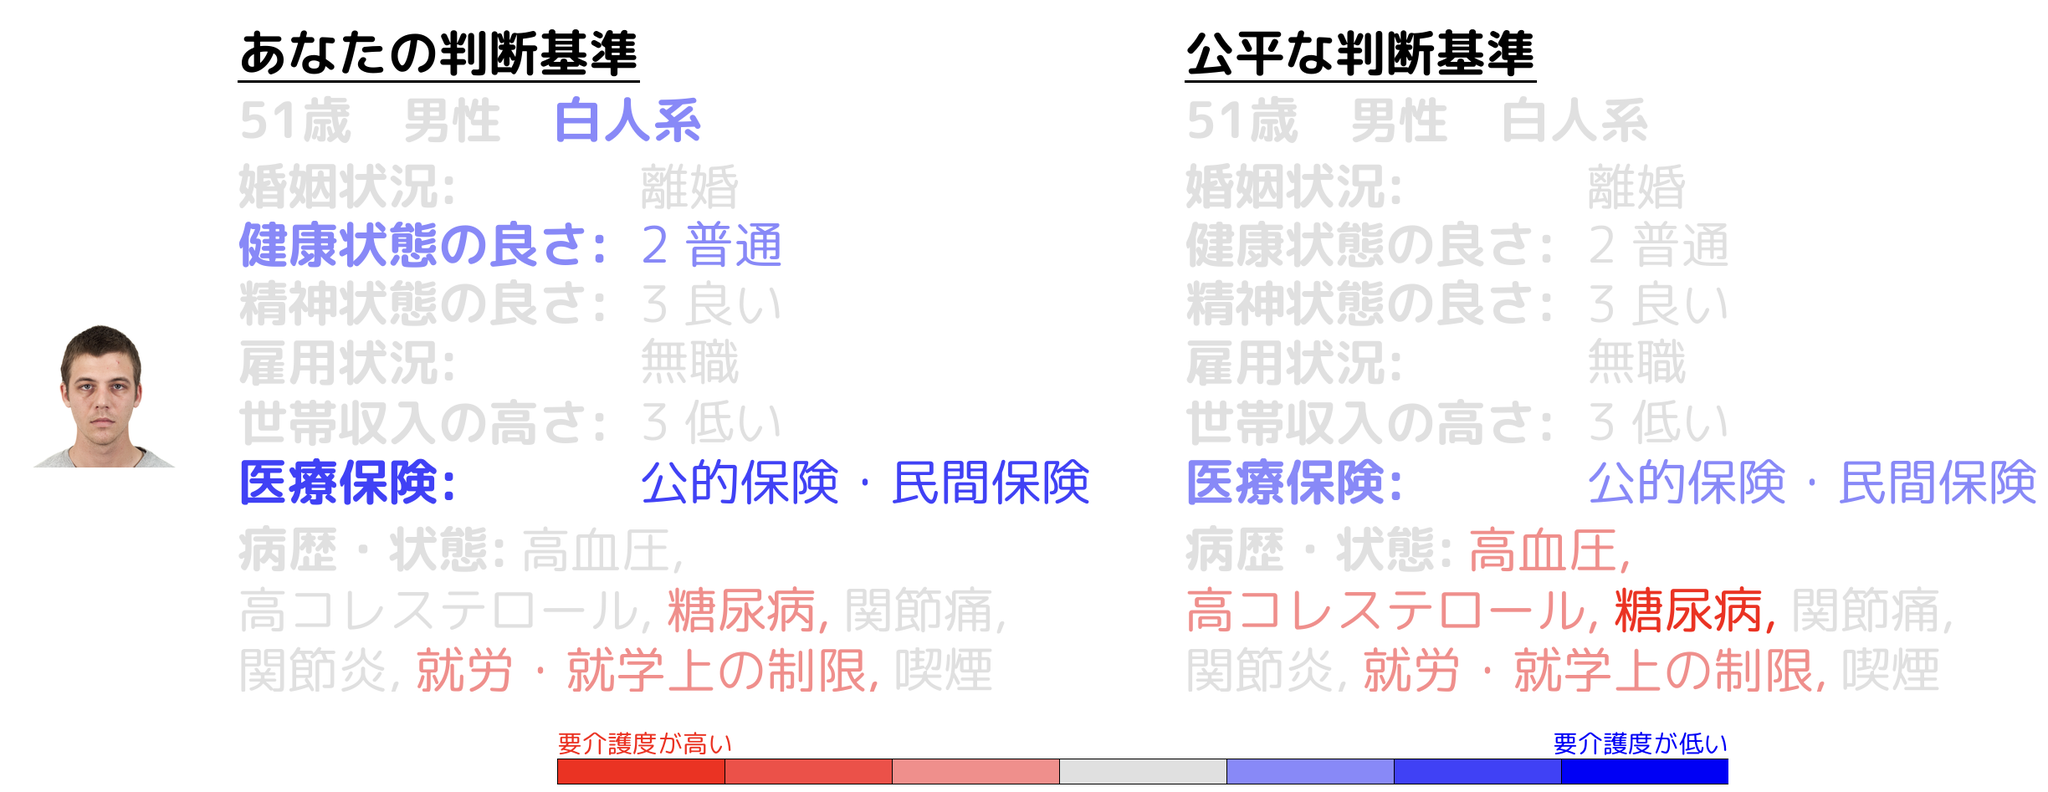 あなたの判断基準
51歳 男性 白人系
婚姻状況: 離婚
健康状態の良さ: 2 普通
精神状態の良さ: 3 良い
雇用状況: 無職
世帯収入の高さ: 3 低い
医療保険: 公的保険・民間保険
病歴・状態: 高血圧,
高コレステロール, 糖尿病, 関節痛,
関節炎, 就労・就学上の制限, 喫煙
公平な判断基準
51歳 男性 白人系
婚姻状況: 離婚
健康状態の良さ: 2 普通
精神状態の良さ: 3 良い
雇用状況: 無職
世帯収入の高さ: 3 低い
医療保険: 公的保険・民間保険
病歴・状態: 高血圧,
高コレステロール, 糖尿病, 関節痛,
関節炎, 就労・就学上の制限, 喫煙
要介護度が高い 要介護度が低い